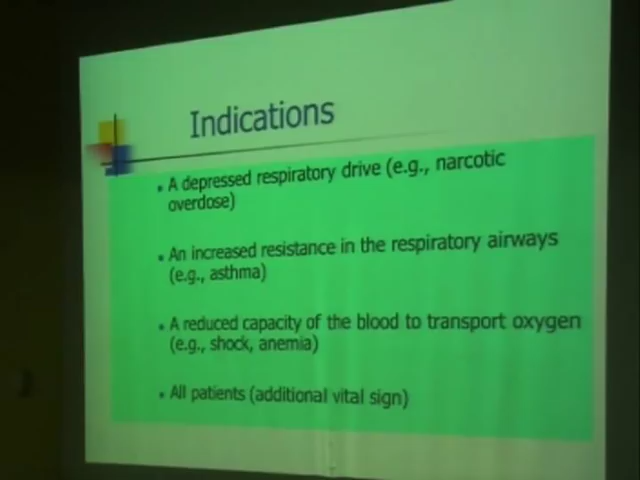 Indications
A depressed respiratory drive (e.g., narcotic
overdose)
An increased resistance in the respiratory airways
(e.g., asthma)
A reduced capacity of the blood to transport oxygen
(e.g., shock, anemia)
All patients (additional vital sign)